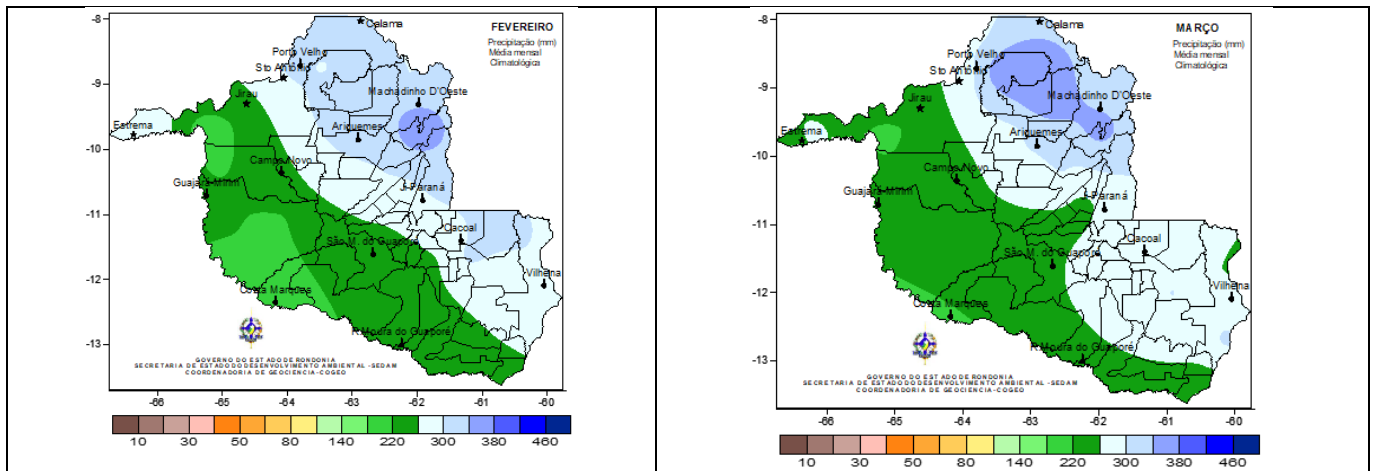 FEVEREIRO
Precipitação (mm)
Média mensal
Climatológica
-8
-9
-10
-11
-12
-13
Calama
Porto Velho
Sto Antônio
Jirau
Machadinho D'Oeste
Estrema
Ariquemes
Campo Novo
Guajará-Mirim
Ji-Paraná
Cacoal
São M. do Guaporé
Vilhena
Costa Marques
R.Moura do Guaporé
GOVERNO DO ESTADO DE RONDONIA
SECRETARIA DE ESTADO DO DESENVOLVIMENTO AMBIENTAL -SEDAM
COORDENADORIA DE GEOCIENCIA-COGEO
-66 -65 -64 -63 -62 -61 -60
10 30 50 80 140 220 300 380 460
MARÇO
Precipitação (mm)
Média mensal
Climatológica
-8
-9
-10
-11
-12
-13
Calama
Porto Velho
Sto Antônio
Jirau
Machadinho D'Oeste
Estrema
Ariquemes
Campo Novo
Guajará-Mirim
Ji-Paraná
Cacoal
São M. do Guaporé
Vilhena
Costa Marques
R.Moura do Guaporé
GOVERNO DO ESTADO DE RONDONIA
SECRETARIA DE ESTADO DO DESENVOLVIMENTO AMBIENTAL -SEDAM
COORDENADORIA DE GEOCIENCIA-COGEO
-66 -65 -64 -63 -62 -61 -60
10 30 50 80 140 220 300 380 460